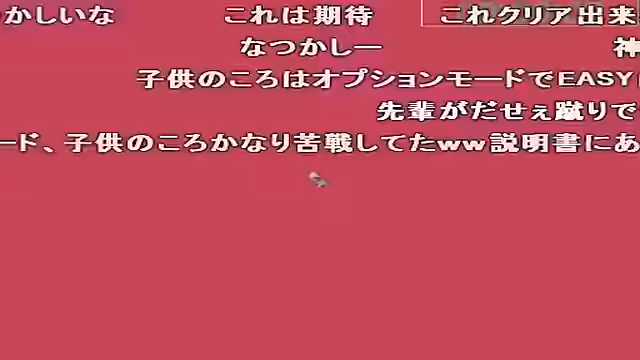 かしいな これは期待 これクリア出来
なつかしー 神
子供のころはオプションモードでEASY
先輩がだせぇ蹴りで
ード、子供のころかなり苦戦してたww説明書にあ